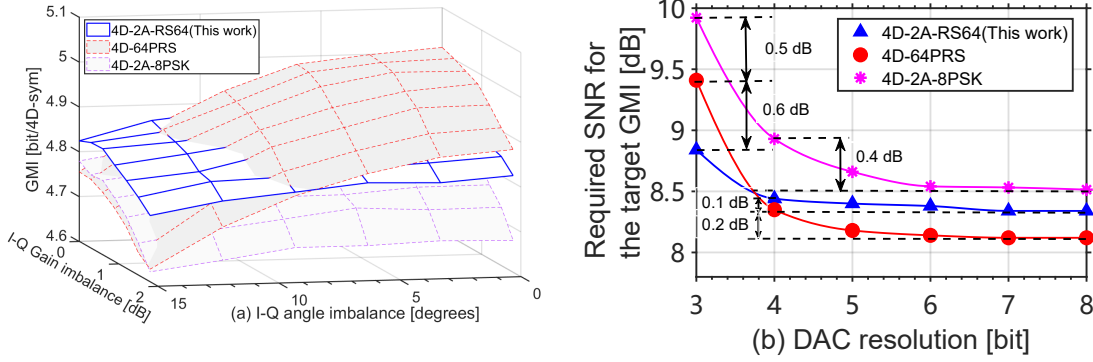 5.1
5
4.9
4.8
4.7
4.6
GMI [bit/4D-sym]
4D-2A-RS64(This work)
4D-64PRS
4D-2A-8PSK
0
1
2
I-Q Gain imbalance [dB]
15
10
5
0
(a) I-Q angle imbalance [degrees]
10
9.5
9
8.5
8
Required SNR for
the target GMI [dB]
4D-2A-RS64(This work)
4D-64PRS
4D-2A-8PSK
0.5 dB
0.6 dB
0.4 dB
0.1 dB
0.2 dB
3
4
5
6
7
8
(b) DAC resolution [bit]